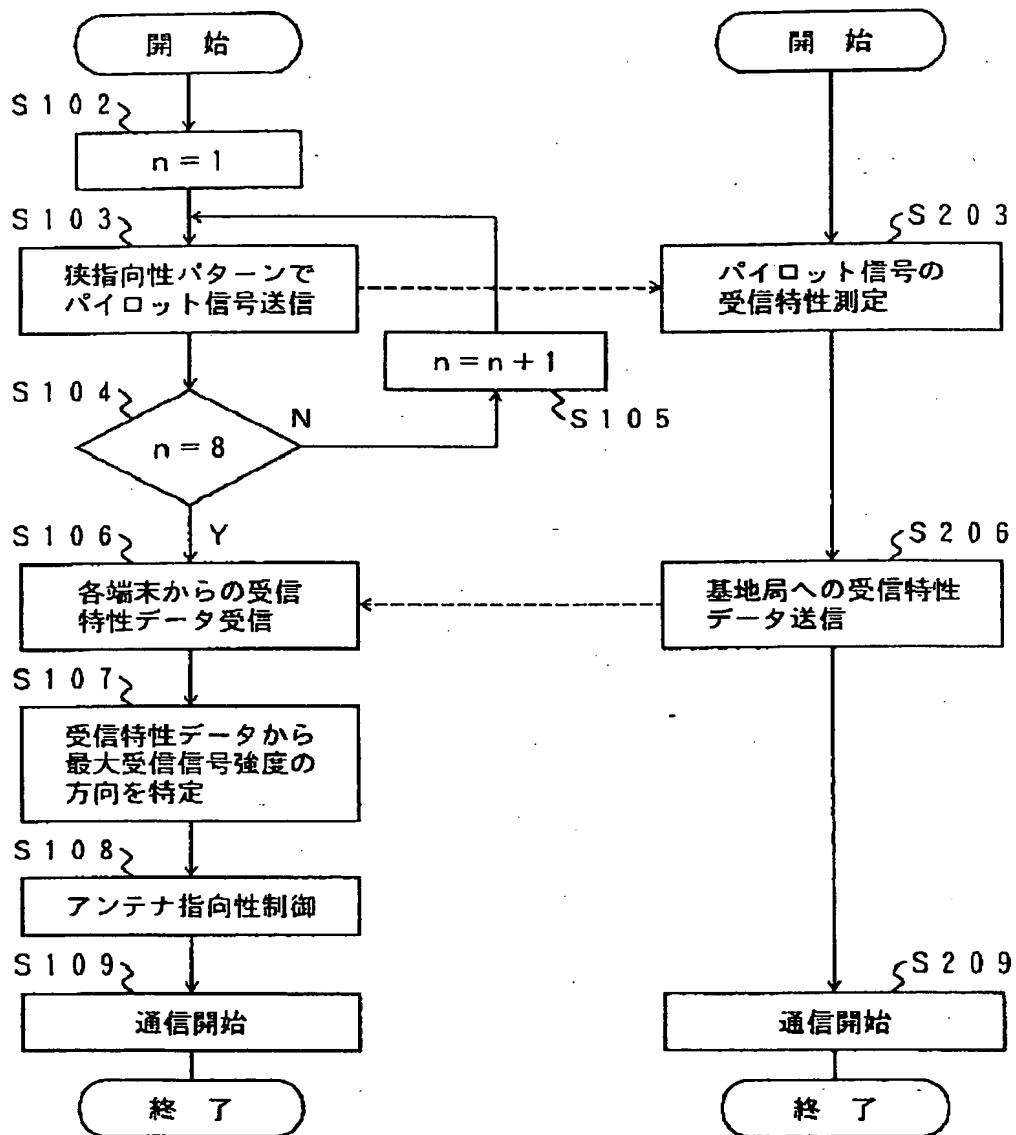 開 始
S102
n=1
S103
狭指向性パターンで
パイロット信号送信
n=n+1
S105
S104
n=8
N
Y
S106
各端末からの受信
特性データ受信
S107
受信特性データから
最大受信信号強度の
方向を特定
S108
アンテナ指向性制御
S109
通信開始
終 了
開 始
S203
パイロット信号の
受信特性測定
S206
基地局への受信特性
データ送信
S209
通信開始
終 了